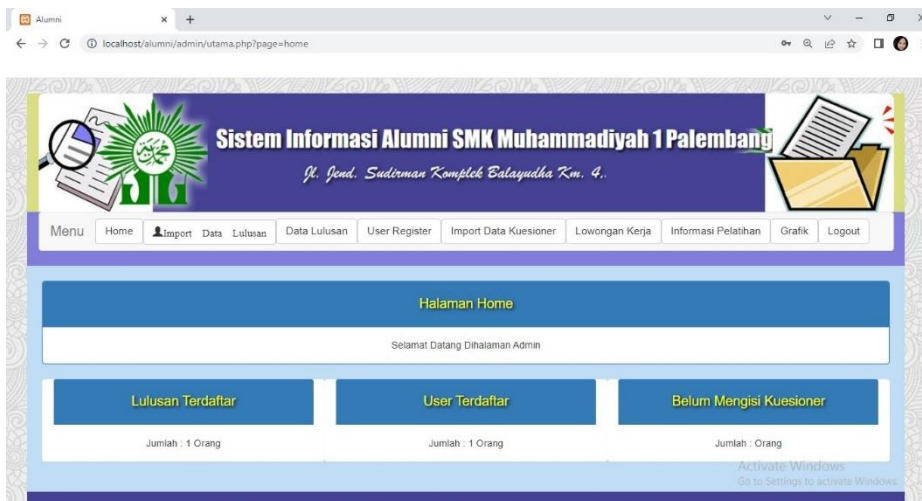 Alumni
localhost/alumni/admin/utama.php?page=home
Sistem Informasi Alumni SMK Muhammadiyah 1 Palembang
Jl. Jend. Sudirman Komplek Balayudha Km. 4.
Menu Home Import Data Lulusan Data Lulusan User Register Import Data Kuesioner Lowongan Kerja Informasi Pelatihan Grafik Logout
Halaman Home
Selamat Datang Dihalaman Admin
Lulusan Terdaftar User Terdaftar Belum Mengisi Kuesioner
Jumlah : 1 Orang Jumlah : 1 Orang Jumlah : Orang
Activate Windows
Go to Settings to activate Windows.